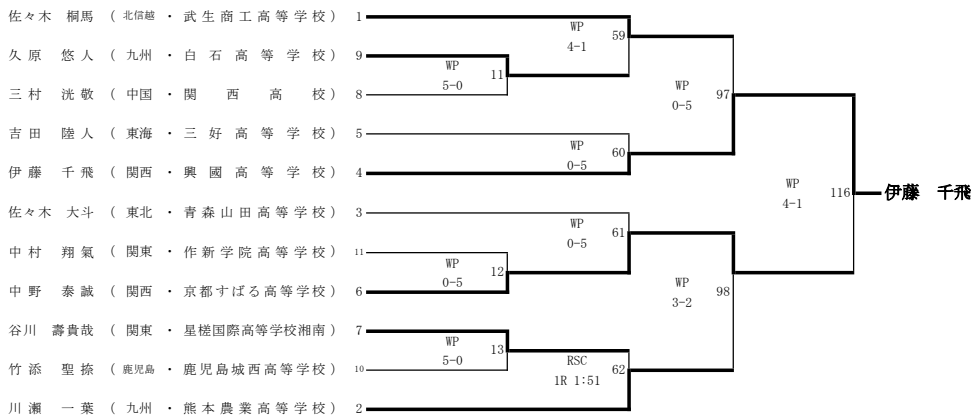 佐々木 桐馬 ( 北信越 ・ 武生商工高等学校 ) 1
WP 59
4-1
久原 悠人 ( 九州 ・ 白石高等学校 ) 9
WP 11
5-0
三村 洸敬 ( 中国 ・ 関西高校 ) 8
WP 97
0-5
吉田 陸人 ( 東海 ・ 三好高等学校 ) 5
WP 60
0-5
伊藤 千飛 ( 関西 ・ 興國高等学校 ) 4
WP 116 伊藤 千飛
4-1
佐々木 大斗 ( 東北 ・ 青森山田高等学校 ) 3
WP 61
0-5
中村 翔氣 ( 関東 ・ 作新学院高等学校 ) 11
WP 12
0-5
中野 泰誠 ( 関西 ・ 京都すばる高等学校 ) 6
WP 98
3-2
谷川 壽貴哉 ( 関東 ・ 星槎国際高等学校湘南 ) 7
WP 13
5-0
竹添 聖捺 ( 鹿児島 ・ 鹿児島城西高等学校 ) 10
RSC 62
1R 1:51
川瀬 一葉 ( 九州 ・ 熊本農業高等学校 ) 2